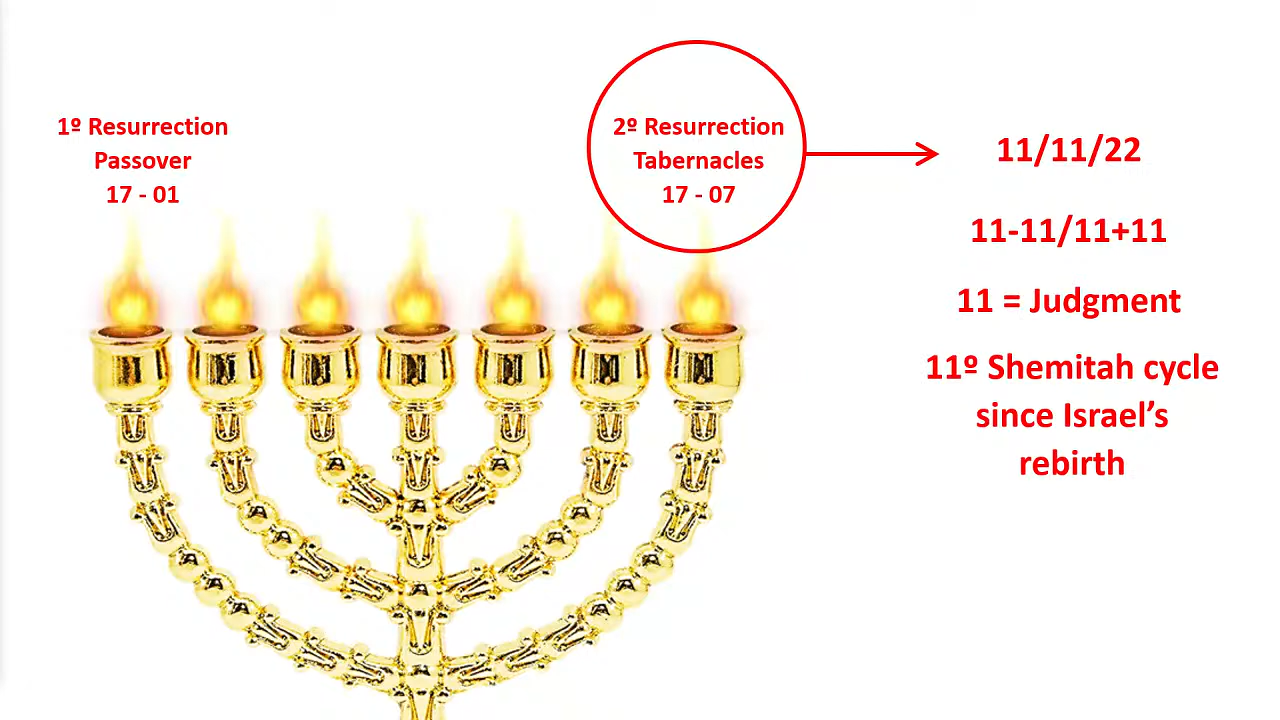 1º Resurrection
Passover
17 - 01
2º Resurrection
Tabernacles
17 - 07
11/11/22
11-11/11+11
11 = Judgment
11º Shemitah cycle
since Israel’s
rebirth